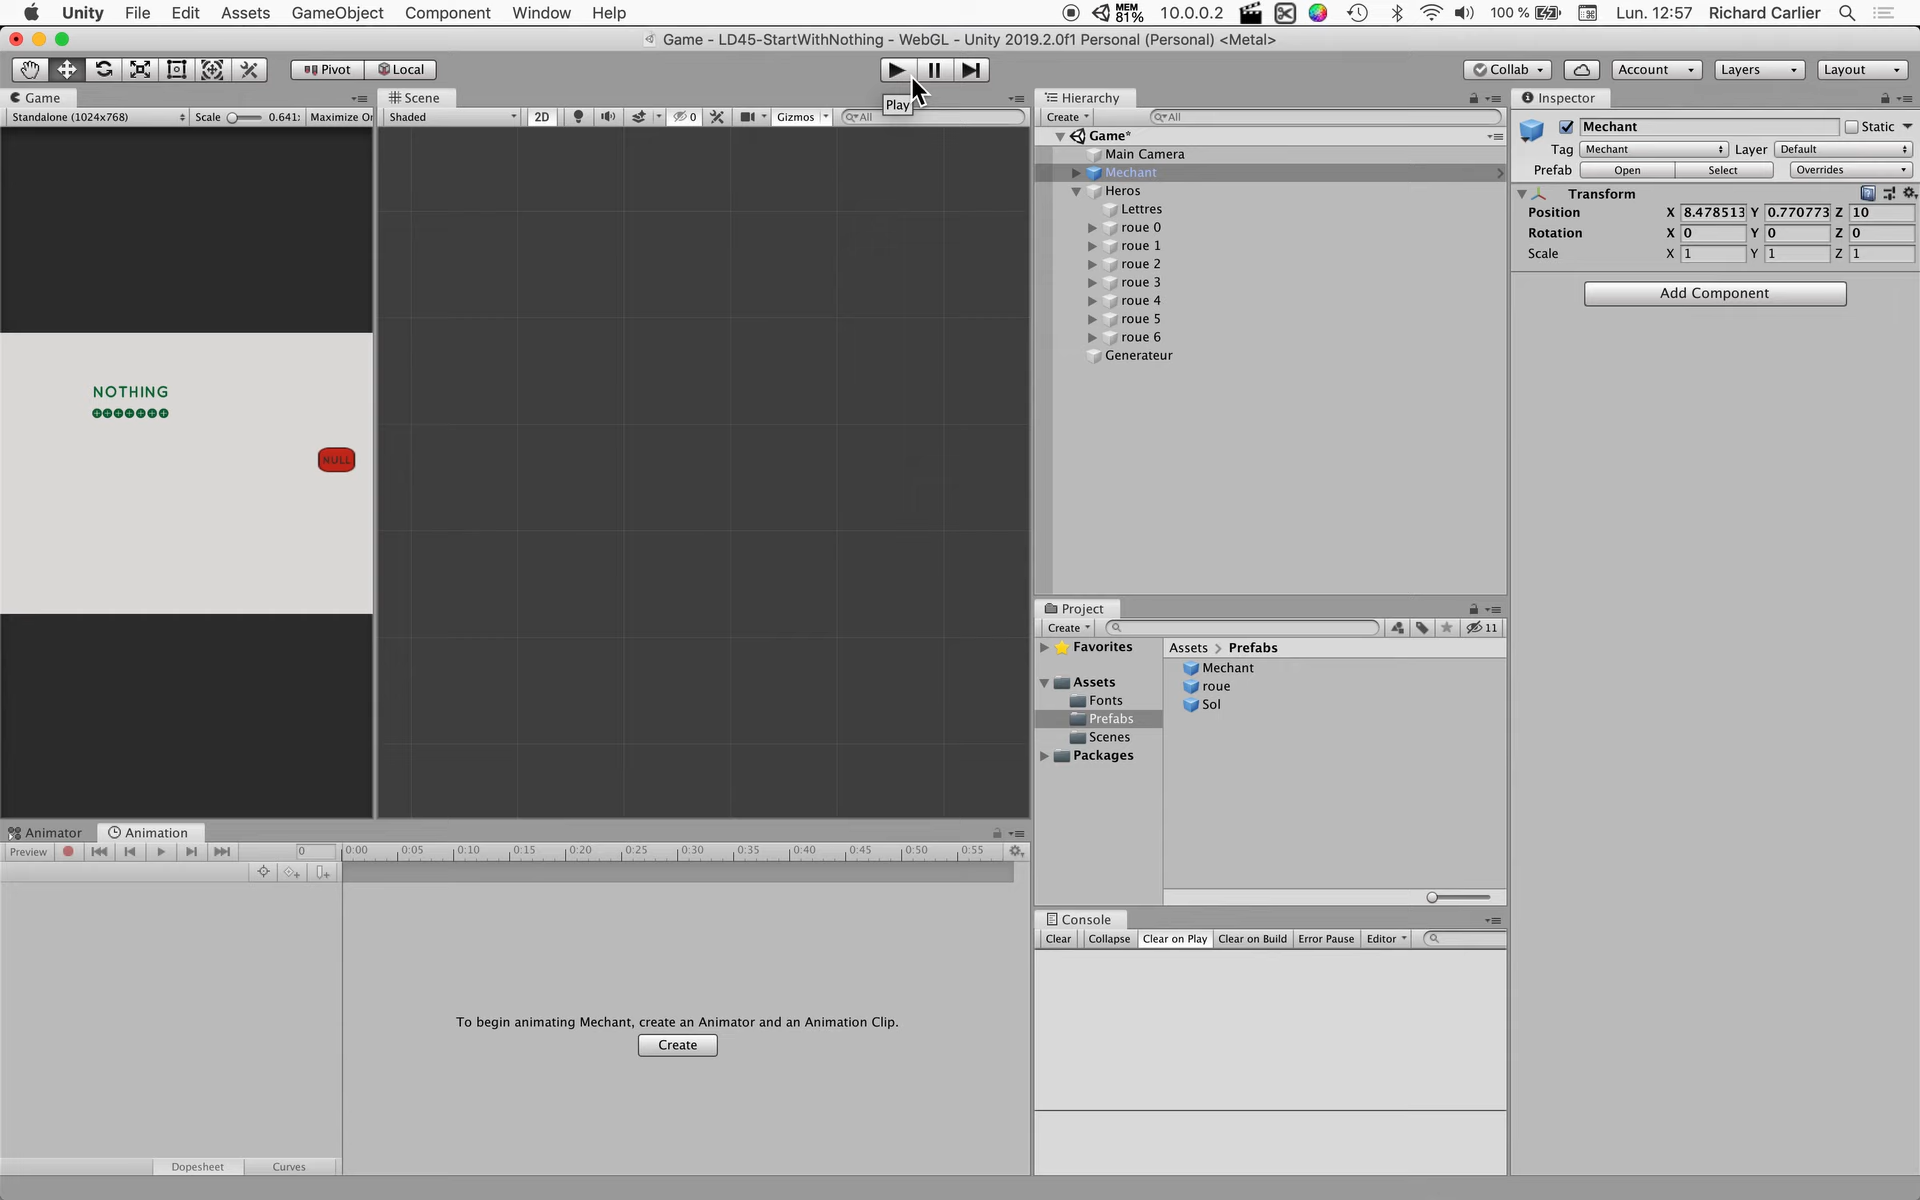 Unity File Edit Assets GameObject Component Window Help MEM 81% 10.0.0.2 100 % Lun. 12:57 Richard Carlier
Game - LD45-StartWithNothing - WebGL - Unity 2019.2.0f1 Personal (Personal) <Metal>
Pivot Local Collab Account Layers Layout
Play
Game
Standalone (1024x768) Scale 0.641: Maximize Or
NOTHING
NULL
Scene
Shaded 2D 0 Gizmos All
Hierarchy
Create All
Game*
Main Camera
Mechant
Heros
Lettres
roue 0
roue 1
roue 2
roue 3
roue 4
roue 5
roue 6
Generateur
Inspector
Mechant Static
Tag Mechant Layer Default
Prefab Open Select Overrides
Transform
Position X 8.478513 Y 0.770773 Z 10
Rotation X 0 Y 0 Z 0
Scale X 1 Y 1 Z 1
Add Component
Project
Create 11
Favorites
Assets
Fonts
Prefabs
Scenes
Packages
Assets > Prefabs
Mechant
roue
Sol
Animator Animation
Preview 0 0:00 0:05 0:10 0:15 0:20 0:25 0:30 0:35 0:40 0:45 0:50 0:55
To begin animating Mechant, create an Animator and an Animation Clip.
Create
Dopesheet Curves
Console
Clear Collapse Clear on Play Clear on Build Error Pause Editor